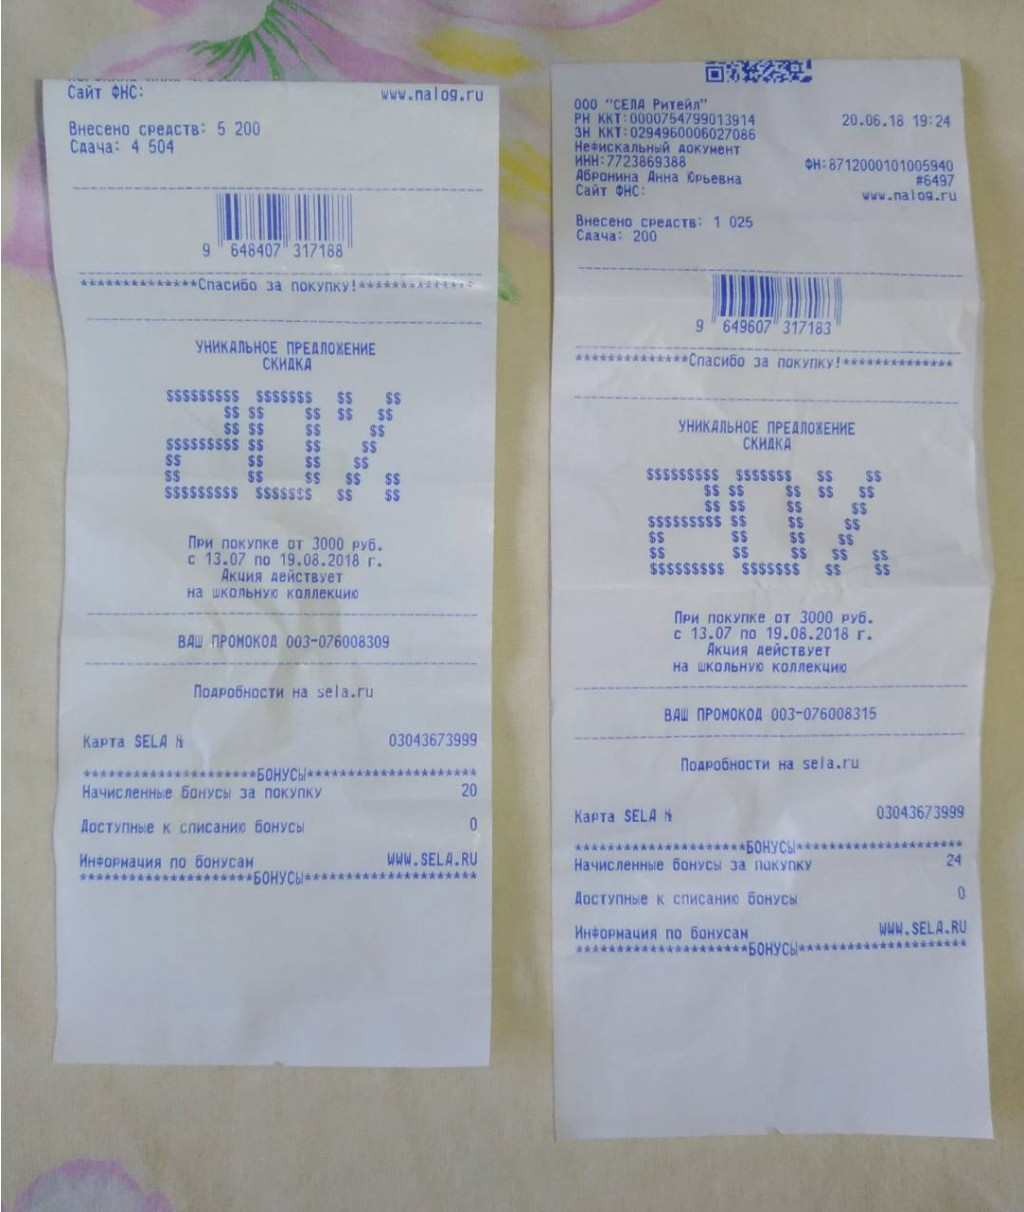 Сайт ФНС: www.nalog.ru
Внесено средств: 5 200
Сдача: 4 504
9 648407 317188
**************Спасибо за покупку!**************
УНИКАЛЬНОЕ ПРЕДЛОЖЕНИЕ
СКИДКА
20%
При покупке от 3000 руб.
с 13.07 по 19.08.2018 г.
Акция действует
на школьную коллекцию
ВАШ ПРОМОКОД 003-076008309
Подробности на sela.ru
Карта SELA № 03043673999
*********************БОНУСЫ*********************
Начисленные бонусы за покупку 20
Доступные к списанию бонусы 0
Информация по бонусам WWW.SELA.RU
*********************БОНУСЫ*********************
ООО "СЕЛА Ритейл"
РН ККТ:0000754799013914 20.06.18 19:24
ЗН ККТ:0294960006027086
Нефискальный документ
ИНН:7723869388 ФН:8712000101005940
Абронина Анна Юрьевна #6497
Сайт ФНС: www.nalog.ru
Внесено средств: 1 025
Сдача: 200
9 649607 317183
**************Спасибо за покупку!**************
УНИКАЛЬНОЕ ПРЕДЛОЖЕНИЕ
СКИДКА
20%
При покупке от 3000 руб.
с 13.07 по 19.08.2018 г.
Акция действует
на школьную коллекцию
ВАШ ПРОМОКОД 003-076008315
Подробности на sela.ru
Карта SELA № 03043673999
*********************БОНУСЫ*********************
Начисленные бонусы за покупку 24
Доступные к списанию бонусы 0
Информация по бонусам WWW.SELA.RU
*********************БОНУСЫ*********************